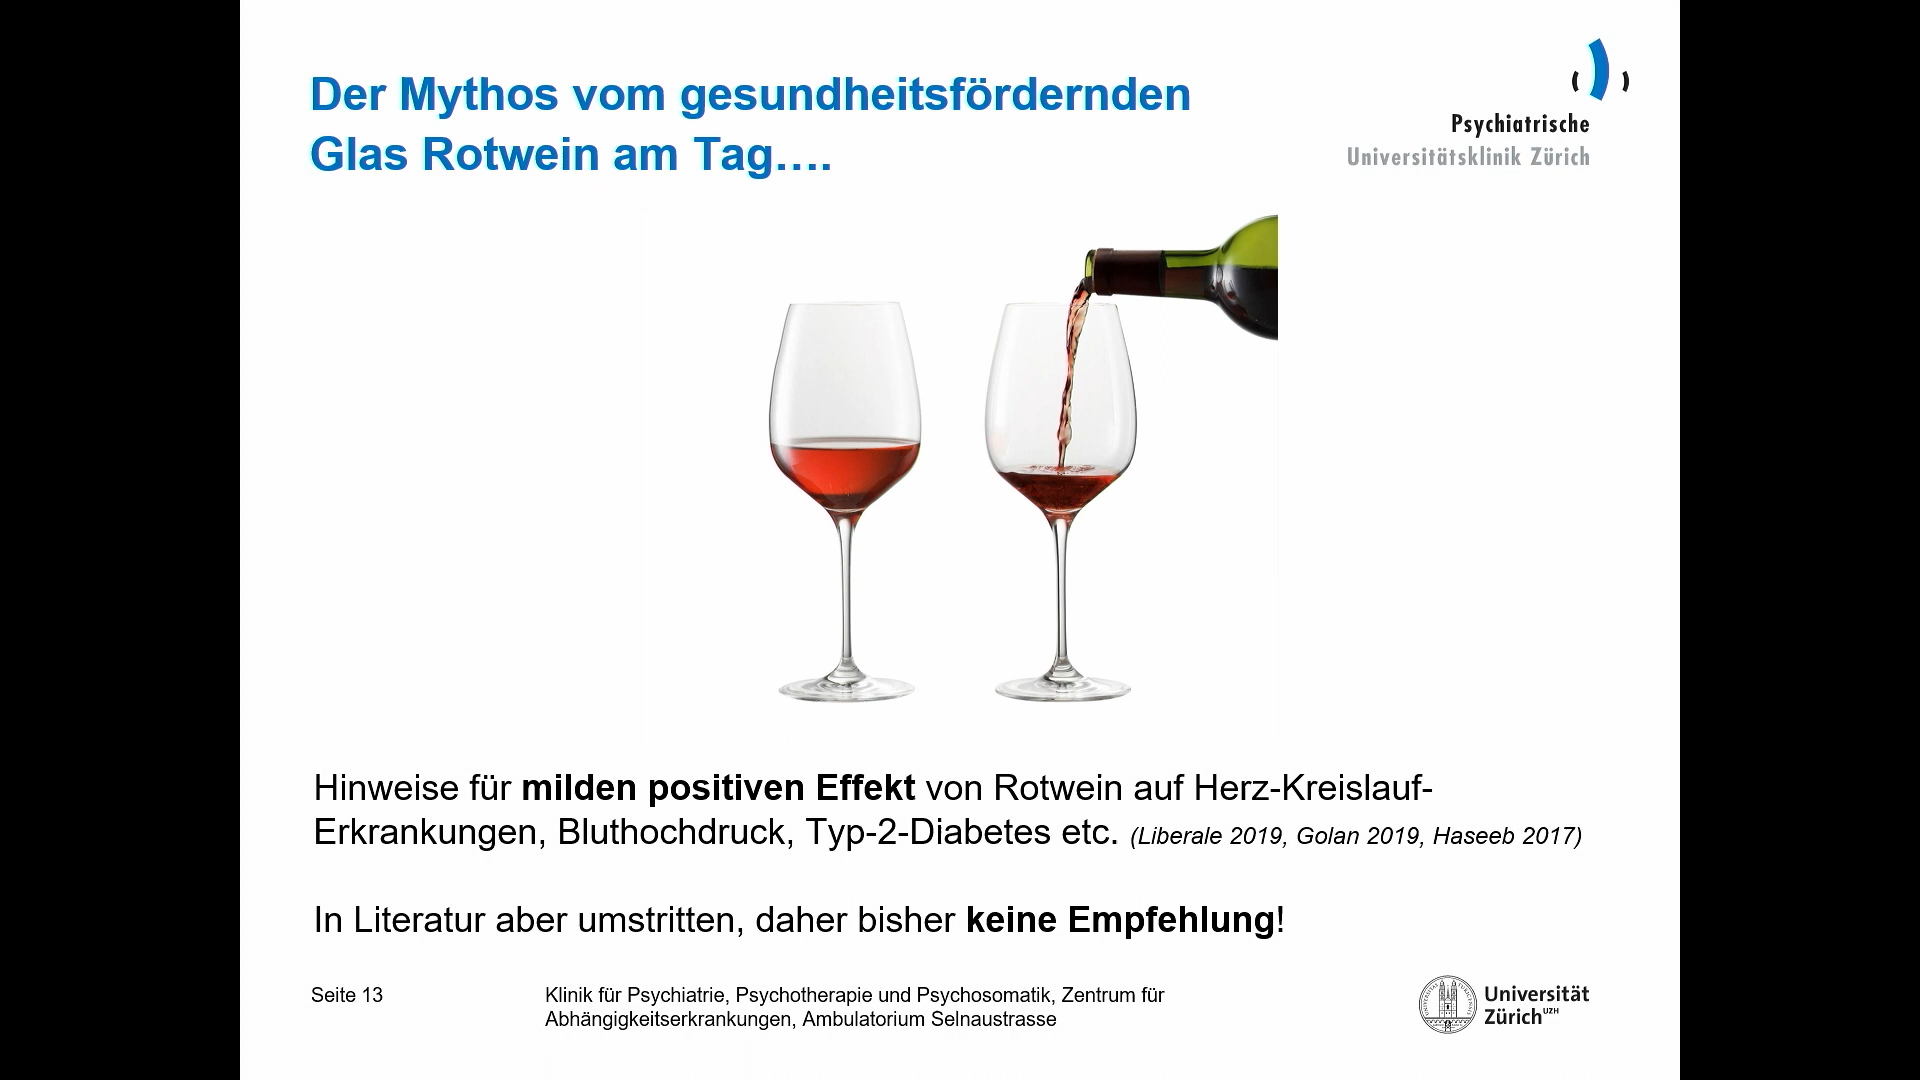 Der Mythos vom gesundheitsfördernden
Glas Rotwein am Tag….
Psychiatrische
Universitätsklinik Zürich
Hinweise für milden positiven Effekt von Rotwein auf Herz-Kreislauf-
Erkrankungen, Bluthochdruck, Typ-2-Diabetes etc. (Liberale 2019, Golan 2019, Haseeb 2017)
In Literatur aber umstritten, daher bisher keine Empfehlung!
Seite 13
Klinik für Psychiatrie, Psychotherapie und Psychosomatik, Zentrum für
Abhängigkeitserkrankungen, Ambulatorium Selnaustrasse
Universität
Zürich UZH